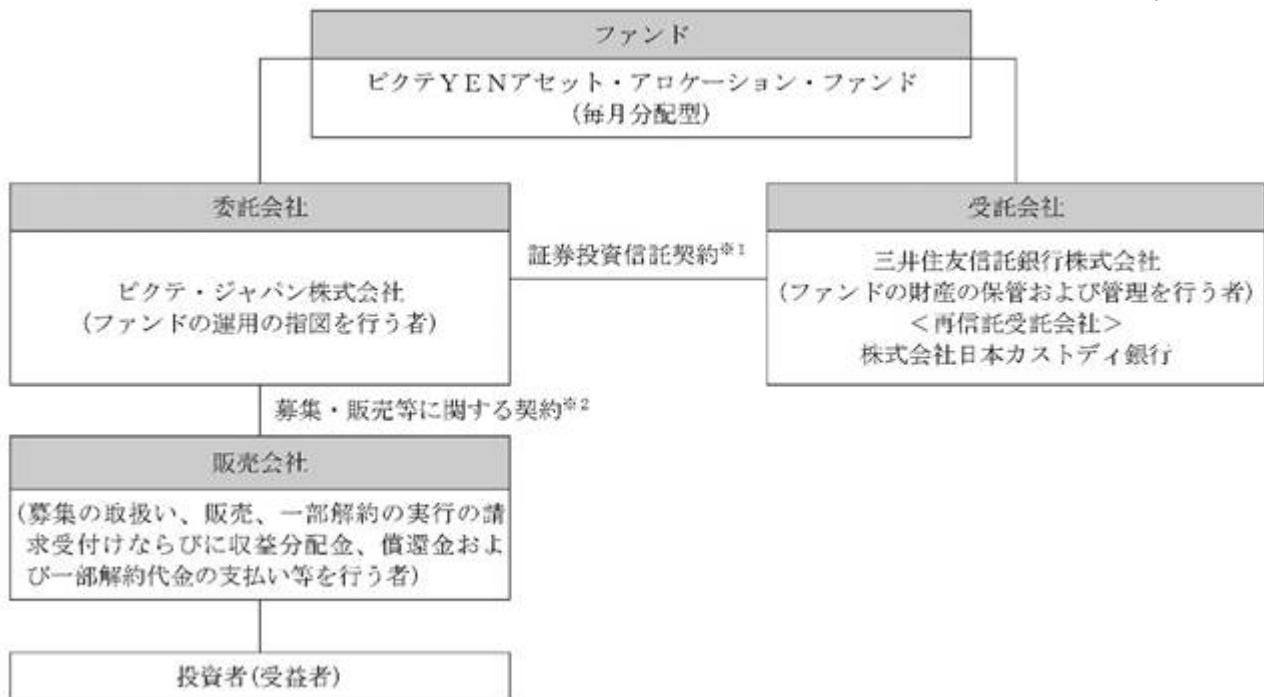 ファンド
ピクテYENアセット・アロケーション・ファンド
(毎月分配型)
委託会社
ピクテ・ジャパン株式会社
(ファンドの運用の指図を行う者)
証券投資信託契約※1
受託会社
三井住友信託銀行株式会社
(ファンドの財産の保管および管理を行う者)
<再信託受託会社>
株式会社日本カストディ銀行
募集・販売等に関する契約※2
販売会社
(募集の取扱い、販売、一部解約の実行の請
求受付けならびに収益分配金、償還金およ
び一部解約代金の支払い等を行う者)
投資者(受益者)